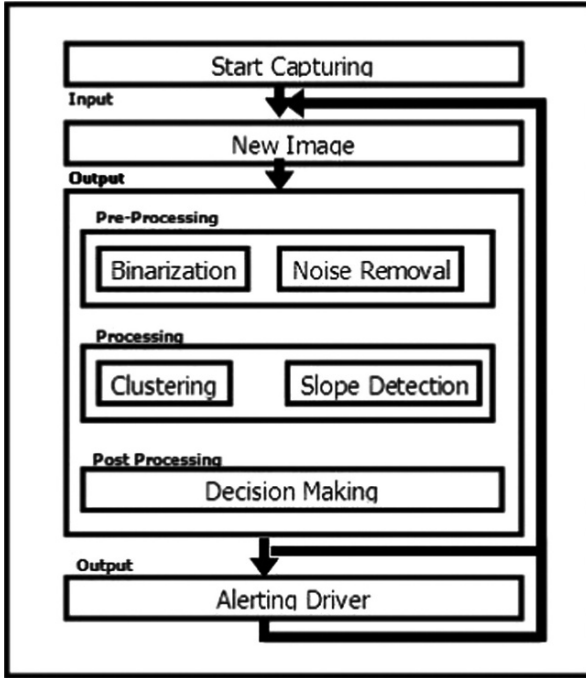 Start Capturing
Input
New Image
Output
Pre-Processing
Binarization Noise Removal
Processing
Clustering Slope Detection
Post Processing
Decision Making
Output
Alerting Driver